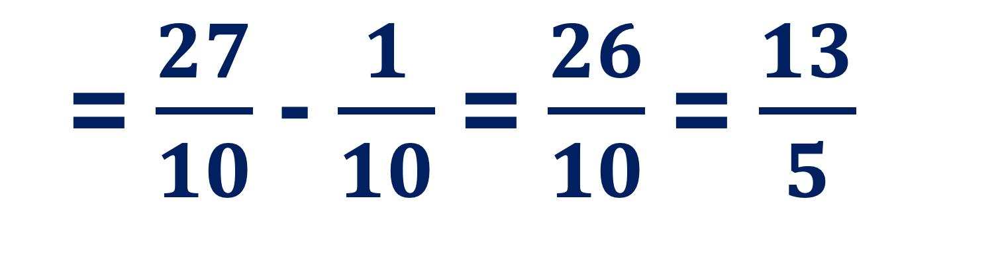 = 27/10 - 1/10 = 26/10 = 13/5